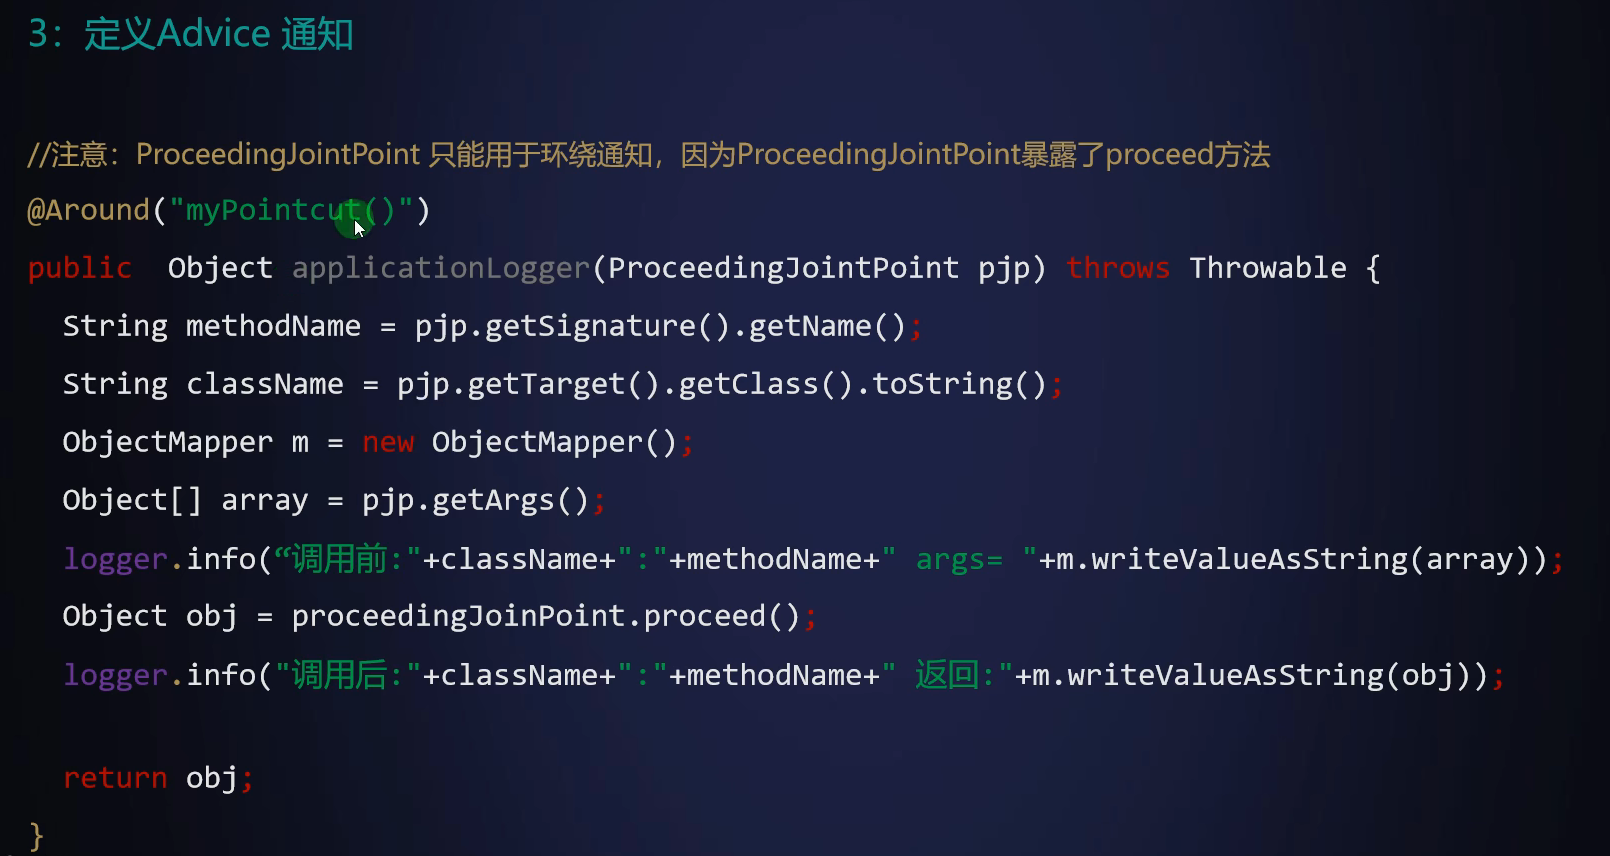 3：定义Advice 通知
//注意：ProceedingJointPoint 只能用于环绕通知，因为ProceedingJointPoint暴露了proceed方法
@Around("myPointcut()")
public  Object applicationLogger(ProceedingJointPoint pjp) throws Throwable {
String methodName = pjp.getSignature().getName();
String className = pjp.getTarget().getClass().toString();
ObjectMapper m = new ObjectMapper();
Object[] array = pjp.getArgs();
logger.info(“调用前:"+className+":"+methodName+" args= "+m.writeValueAsString(array));
Object obj = proceedingJoinPoint.proceed();
logger.info("调用后:"+className+":"+methodName+" 返回:"+m.writeValueAsString(obj));
return obj;
}